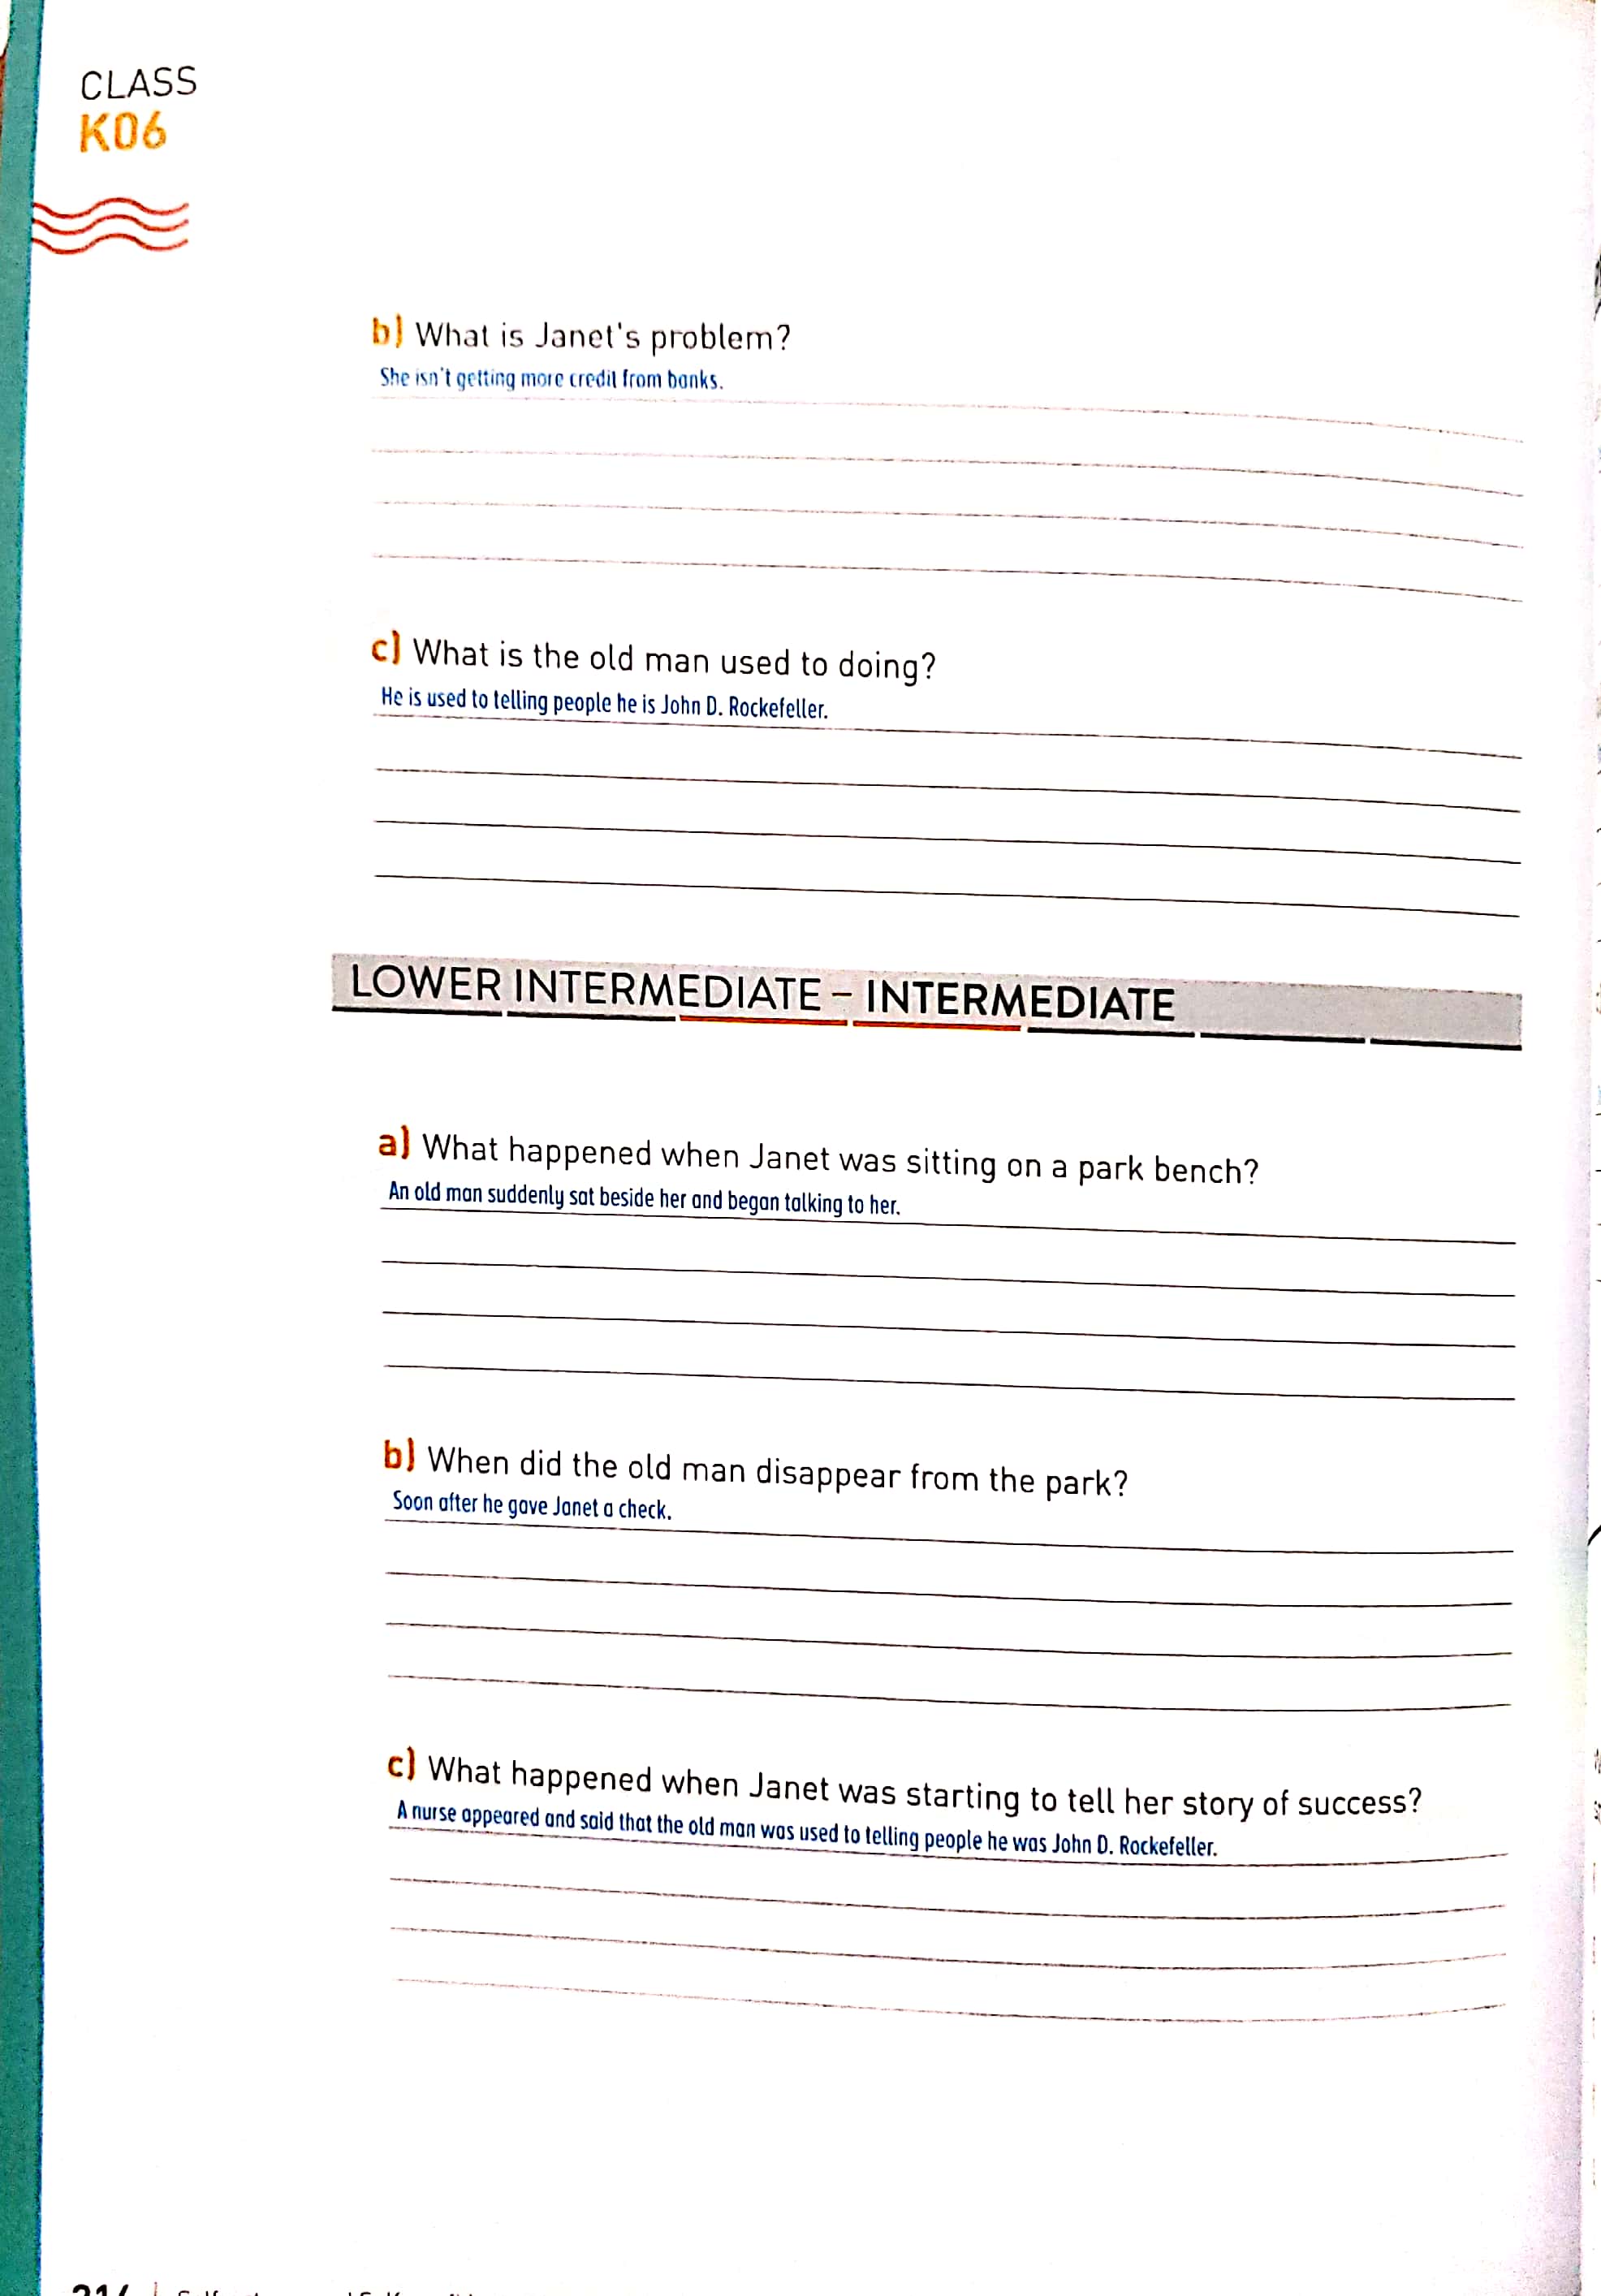 CLASS
K06
b) What is Janet's problem?
She isn't getting more credit from banks.
c) What is the old man used to doing?
He is used to telling people he is John D. Rockefeller.
LOWER INTERMEDIATE – INTERMEDIATE
a) What happened when Janet was sitting on a park bench?
An old man suddenly sat beside her and began talking to her.
b) When did the old man disappear from the park?
Soon after he gave Janet a check.
c) What happened when Janet was starting to tell her story of success?
A nurse appeared and said that the old man was used to telling people he was John D. Rockefeller.